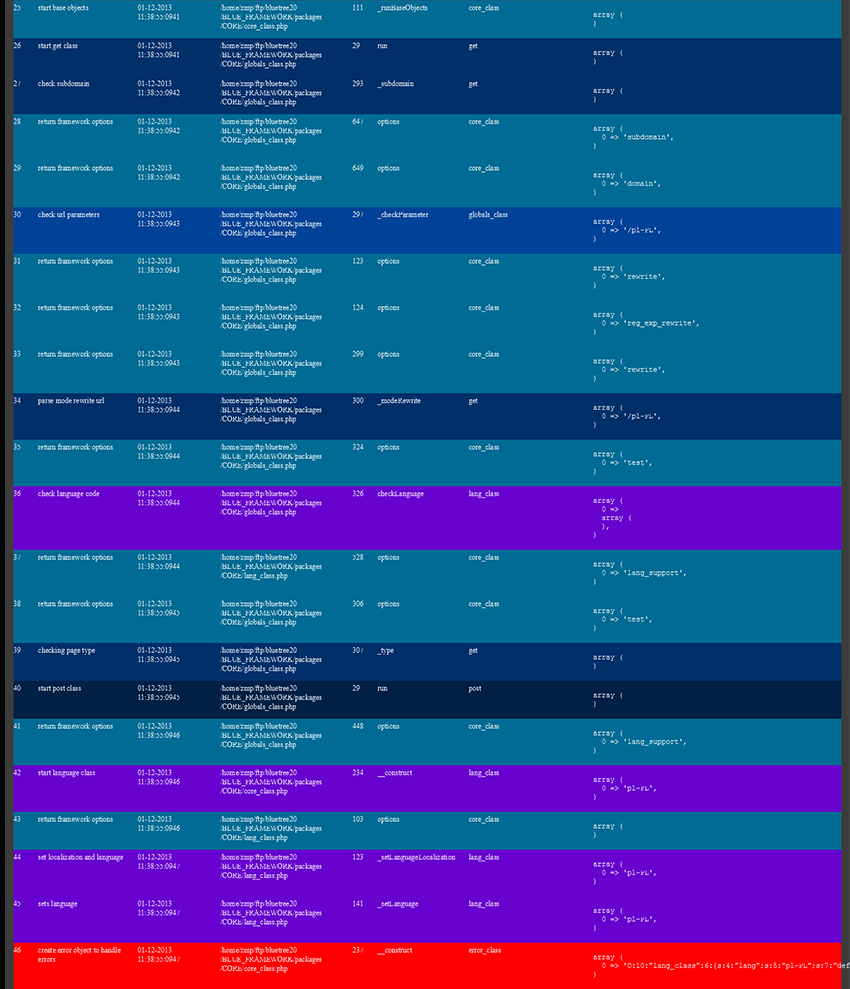 25 start base objects 01-12-2013 /home/zmp/ftp/bluetree20 111 _runBaseObjects core_class
11:38:55:0941 /BLUE_FRAMEWORK/packages array (
/CORE/core_class.php )
26 start get class 01-12-2013 /home/zmp/ftp/bluetree20 29 run get
11:38:55:0941 /BLUE_FRAMEWORK/packages array (
/CORE/globals_class.php )
27 check subdomain 01-12-2013 /home/zmp/ftp/bluetree20 293 _subdomain get
11:38:55:0942 /BLUE_FRAMEWORK/packages array (
/CORE/globals_class.php )
28 return framework options 01-12-2013 /home/zmp/ftp/bluetree20 647 options core_class
11:38:55:0942 /BLUE_FRAMEWORK/packages array (
/CORE/globals_class.php 0 => 'subdomain',
)
29 return framework options 01-12-2013 /home/zmp/ftp/bluetree20 649 options core_class
11:38:55:0942 /BLUE_FRAMEWORK/packages array (
/CORE/globals_class.php 0 => 'domain',
)
30 check url parameters 01-12-2013 /home/zmp/ftp/bluetree20 297 _checkParameter globals_class
11:38:55:0943 /BLUE_FRAMEWORK/packages array (
/CORE/globals_class.php 0 => '/pl-PL',
)
31 return framework options 01-12-2013 /home/zmp/ftp/bluetree20 123 options core_class
11:38:55:0943 /BLUE_FRAMEWORK/packages array (
/CORE/globals_class.php 0 => 'rewrite',
)
32 return framework options 01-12-2013 /home/zmp/ftp/bluetree20 124 options core_class
11:38:55:0943 /BLUE_FRAMEWORK/packages array (
/CORE/globals_class.php 0 => 'reg_exp_rewrite',
)
33 return framework options 01-12-2013 /home/zmp/ftp/bluetree20 299 options core_class
11:38:55:0943 /BLUE_FRAMEWORK/packages array (
/CORE/globals_class.php 0 => 'rewrite',
)
34 parse mode rewrite url 01-12-2013 /home/zmp/ftp/bluetree20 300 _modeRewrite get
11:38:55:0944 /BLUE_FRAMEWORK/packages array (
/CORE/globals_class.php 0 => '/pl-PL',
)
35 return framework options 01-12-2013 /home/zmp/ftp/bluetree20 324 options core_class
11:38:55:0944 /BLUE_FRAMEWORK/packages array (
/CORE/globals_class.php 0 => 'test',
)
36 check language code 01-12-2013 /home/zmp/ftp/bluetree20 326 checkLanguage lang_class
11:38:55:0944 /BLUE_FRAMEWORK/packages array (
/CORE/globals_class.php 0 =>
array (
),
)
37 return framework options 01-12-2013 /home/zmp/ftp/bluetree20 528 options core_class
11:38:55:0944 /BLUE_FRAMEWORK/packages array (
/CORE/lang_class.php 0 => 'lang_support',
)
38 return framework options 01-12-2013 /home/zmp/ftp/bluetree20 306 options core_class
11:38:55:0945 /BLUE_FRAMEWORK/packages array (
/CORE/globals_class.php 0 => 'test',
)
39 checking page type 01-12-2013 /home/zmp/ftp/bluetree20 307 _type get
11:38:55:0945 /BLUE_FRAMEWORK/packages array (
/CORE/globals_class.php )
40 start post class 01-12-2013 /home/zmp/ftp/bluetree20 29 run post
11:38:55:0945 /BLUE_FRAMEWORK/packages array (
/CORE/globals_class.php )
41 return framework options 01-12-2013 /home/zmp/ftp/bluetree20 448 options core_class
11:38:55:0946 /BLUE_FRAMEWORK/packages array (
/CORE/globals_class.php 0 => 'lang_support',
)
42 start language class 01-12-2013 /home/zmp/ftp/bluetree20 234 __construct lang_class
11:38:55:0946 /BLUE_FRAMEWORK/packages array (
/CORE/core_class.php 0 => 'pl-PL',
)
43 return framework options 01-12-2013 /home/zmp/ftp/bluetree20 103 options core_class
11:38:55:0946 /BLUE_FRAMEWORK/packages array (
/CORE/lang_class.php )
44 set localization and language 01-12-2013 /home/zmp/ftp/bluetree20 123 _setLanguageLocalization lang_class
11:38:55:0947 /BLUE_FRAMEWORK/packages array (
/CORE/lang_class.php 0 => 'pl-PL',
)
45 sets language 01-12-2013 /home/zmp/ftp/bluetree20 141 _setLanguage lang_class
11:38:55:0947 /BLUE_FRAMEWORK/packages array (
/CORE/lang_class.php 0 => 'pl-PL',
)
46 create error object to handle 01-12-2013 /home/zmp/ftp/bluetree20 237 __construct error_class
errors 11:38:55:0947 /BLUE_FRAMEWORK/packages array (
/CORE/core_class.php 0 => 'O:10:"lang_class":6:{s:4:"lang";s:5:"pl-PL";s:7:"def
)